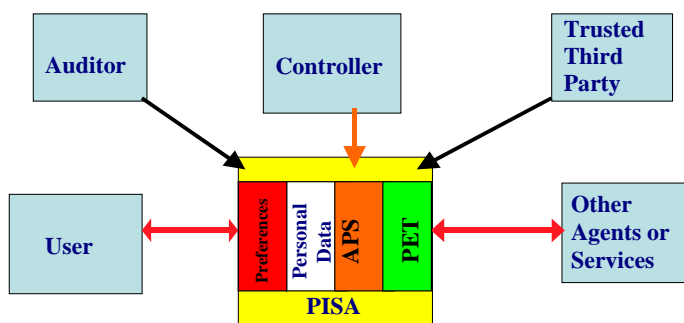 Auditor
Controller
Trusted
Third
Party
User
Preferences
Personal
Data
APS
PET
Other
Agents or
Services
PISA